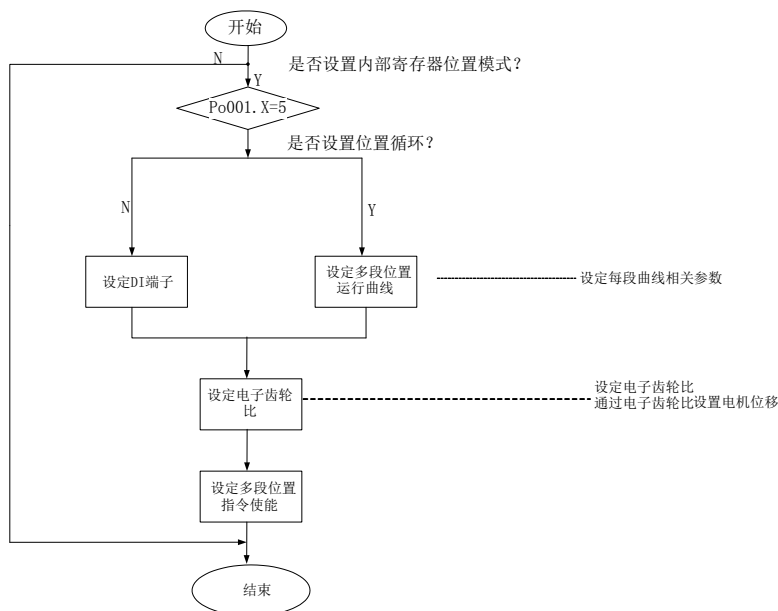 开始
N
是否设置内部寄存器位置模式？
Y
Po001.X=5
是否设置位置循环？
N
Y
设定DI端子
设定多段位置
运行曲线
设定每段曲线相关参数
设定电子齿轮
比
设定电子齿轮比
通过电子齿轮比设置电机位移
设定多段位置
指令使能
结束